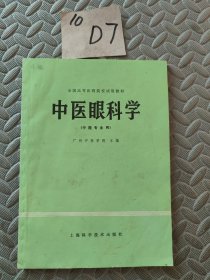 10
D7
全国高等医药院校试用教材
中医眼科学
(中医专业用)
广州中医学院 主编
上海科学技术出版社